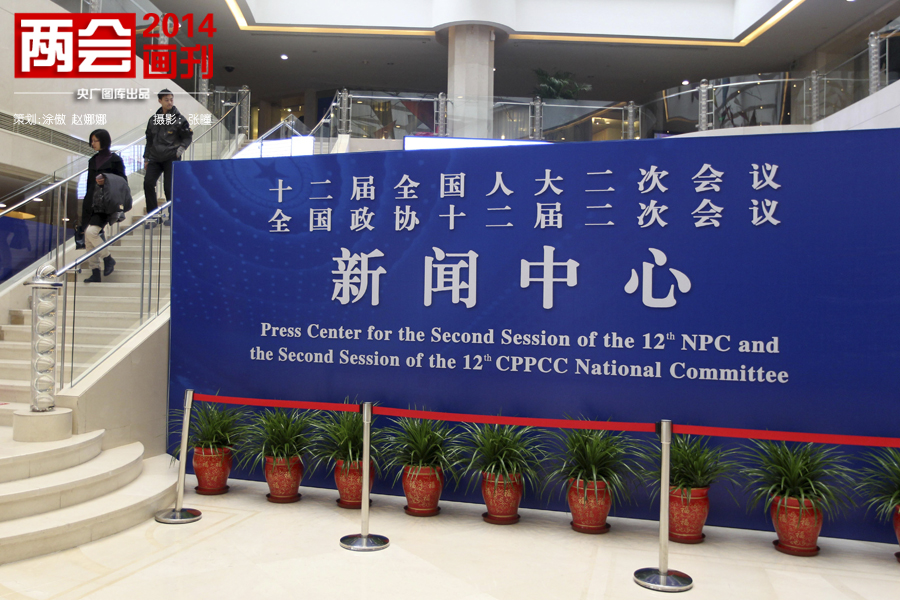 两会 2014
画刊
央广图库出品
策划:涂傲 赵娜娜 摄影: 张曈
十二届全国人大二次会议
全国政协十二届二次会议
新闻中心
Press Center for the Second Session of the 12th NPC and
the Second Session of the 12th CPPCC National Committee